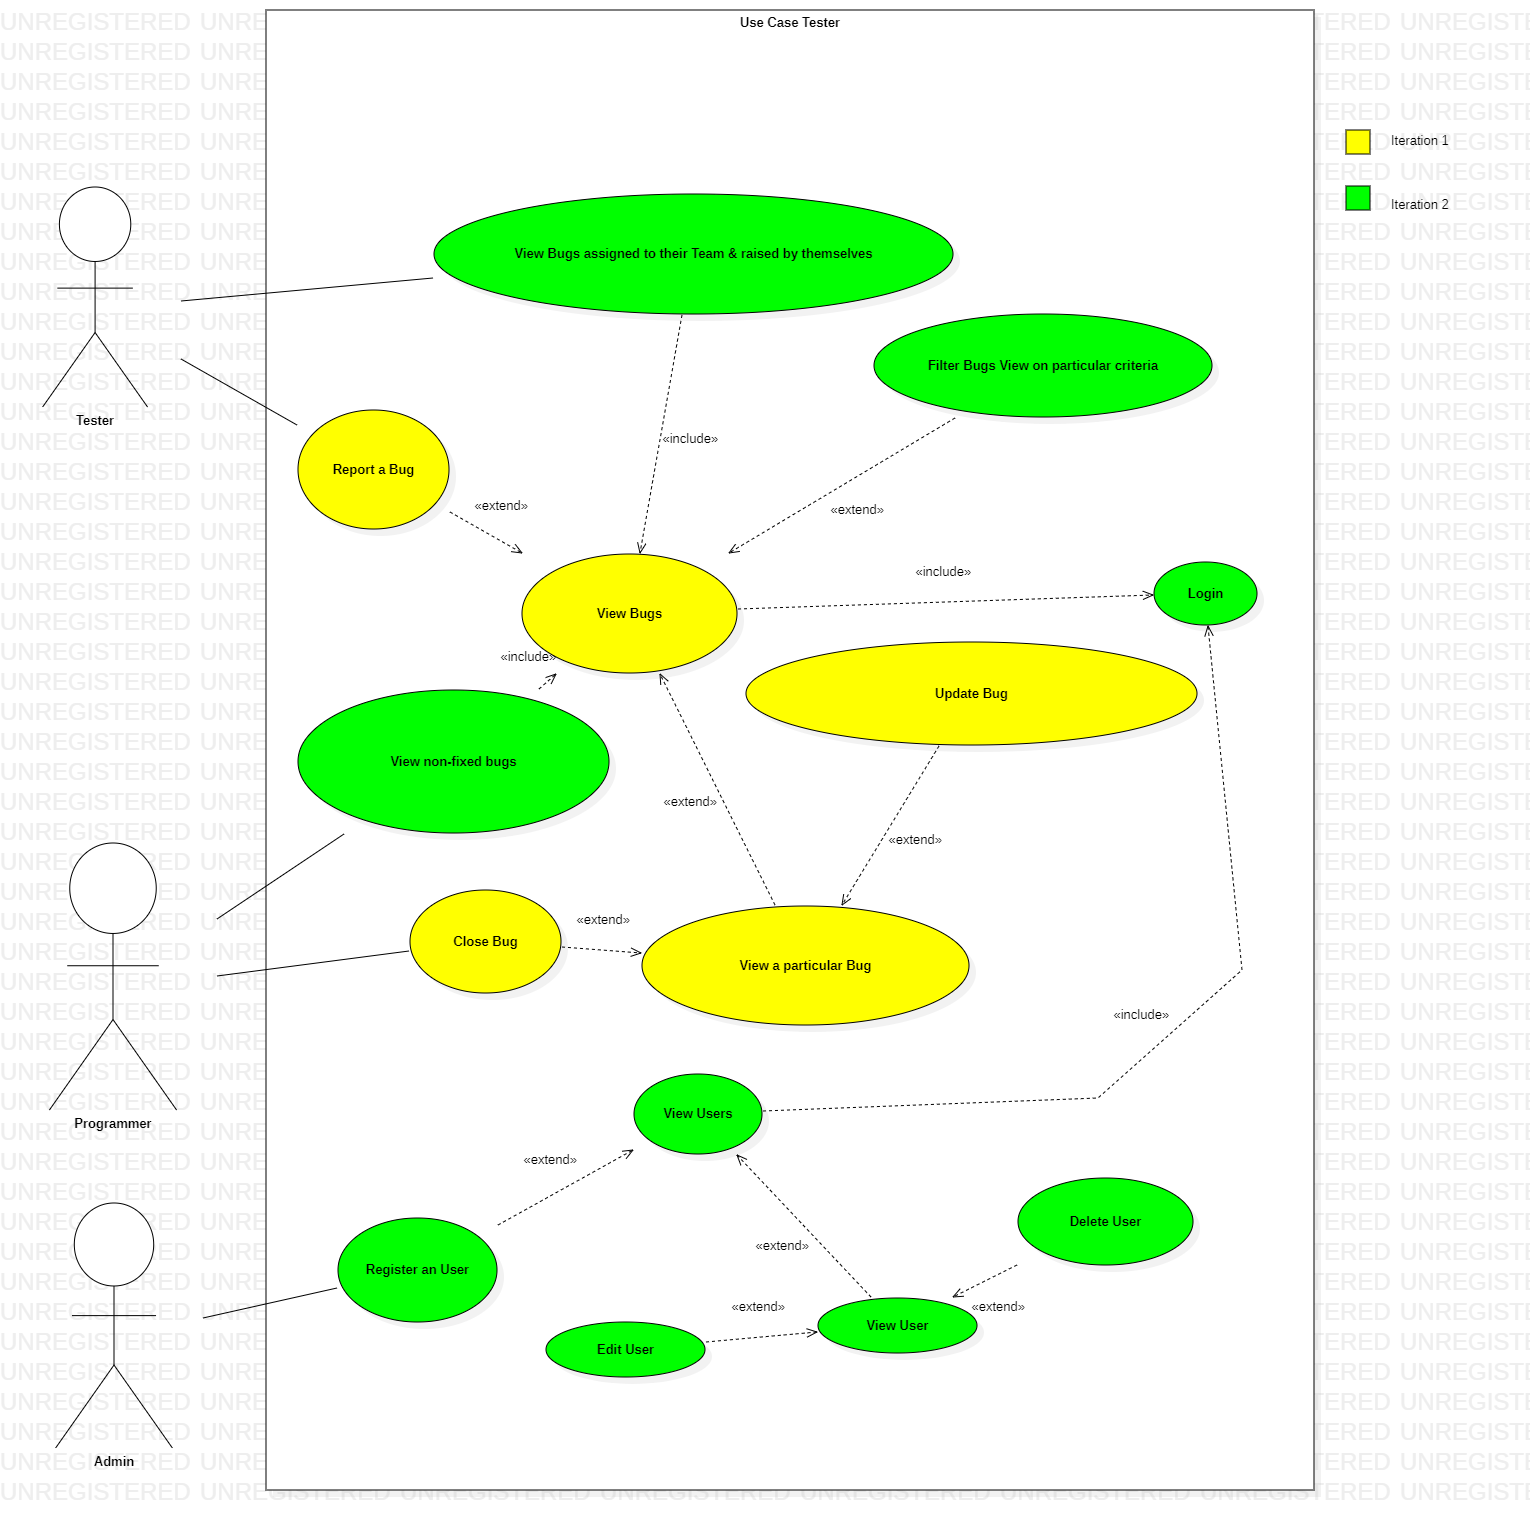 Use Case Tester
Iteration 1
Iteration 2
View Bugs assigned to their Team & raised by themselves
Filter Bugs View on particular criteria
Tester
«include»
Report a Bug
«extend»
«extend»
«include»
Login
View Bugs
«include»
Update Bug
View non-fixed bugs
«extend»
«extend»
«extend»
Close Bug
View a particular Bug
«include»
View Users
Programmer
«extend»
Delete User
«extend»
Register an User
«extend»
«extend»
View User
Edit User
Admin
UNREGISTERED UNREGISTERED UNREGISTERED UNREGISTERED UNREGISTERED UNREGISTERED UNREGISTERED